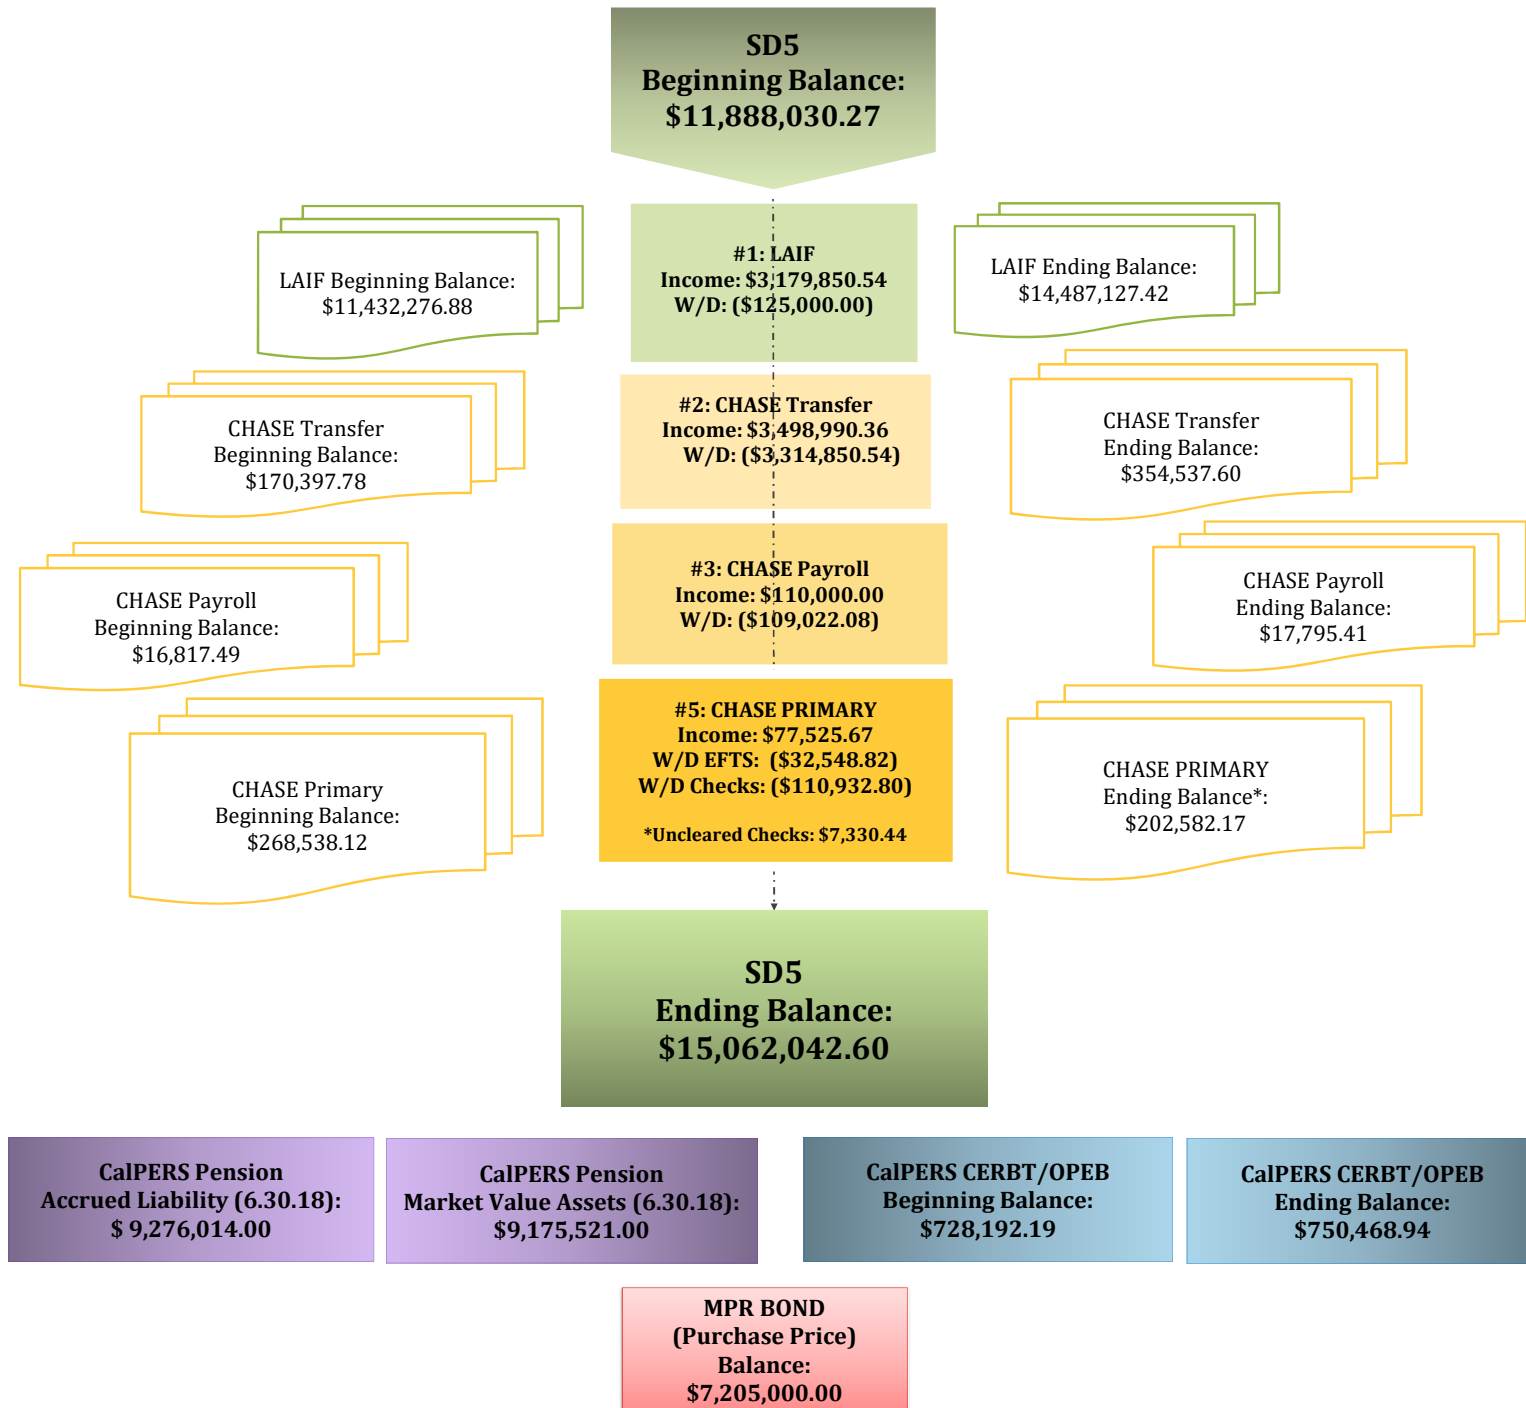 SD5
Beginning Balance:
$11,888,030.27
LAIF Beginning Balance:
$11,432,276.88
#1: LAIF
Income: $3,179,850.54
W/D: ($125,000.00)
LAIF Ending Balance:
$14,487,127.42
CHASE Transfer
Beginning Balance:
$170,397.78
#2: CHASE Transfer
Income: $3,498,990.36
W/D: ($3,314,850.54)
CHASE Transfer
Ending Balance:
$354,537.60
CHASE Payroll
Beginning Balance:
$16,817.49
#3: CHASE Payroll
Income: $110,000.00
W/D: ($109,022.08)
CHASE Payroll
Ending Balance:
$17,795.41
CHASE Primary
Beginning Balance:
$268,538.12
#5: CHASE PRIMARY
Income: $77,525.67
W/D EFTS: ($32,548.82)
W/D Checks: ($110,932.80)
*Uncleared Checks: $7,330.44
CHASE PRIMARY
Ending Balance*:
$202,582.17
SD5
Ending Balance:
$15,062,042.60
CalPERS Pension
Accrued Liability (6.30.18):
$ 9,276,014.00
CalPERS Pension
Market Value Assets (6.30.18):
$9,175,521.00
CalPERS CERBT/OPEB
Beginning Balance:
$728,192.19
CalPERS CERBT/OPEB
Ending Balance:
$750,468.94
MPR BOND
(Purchase Price)
Balance:
$7,205,000.00